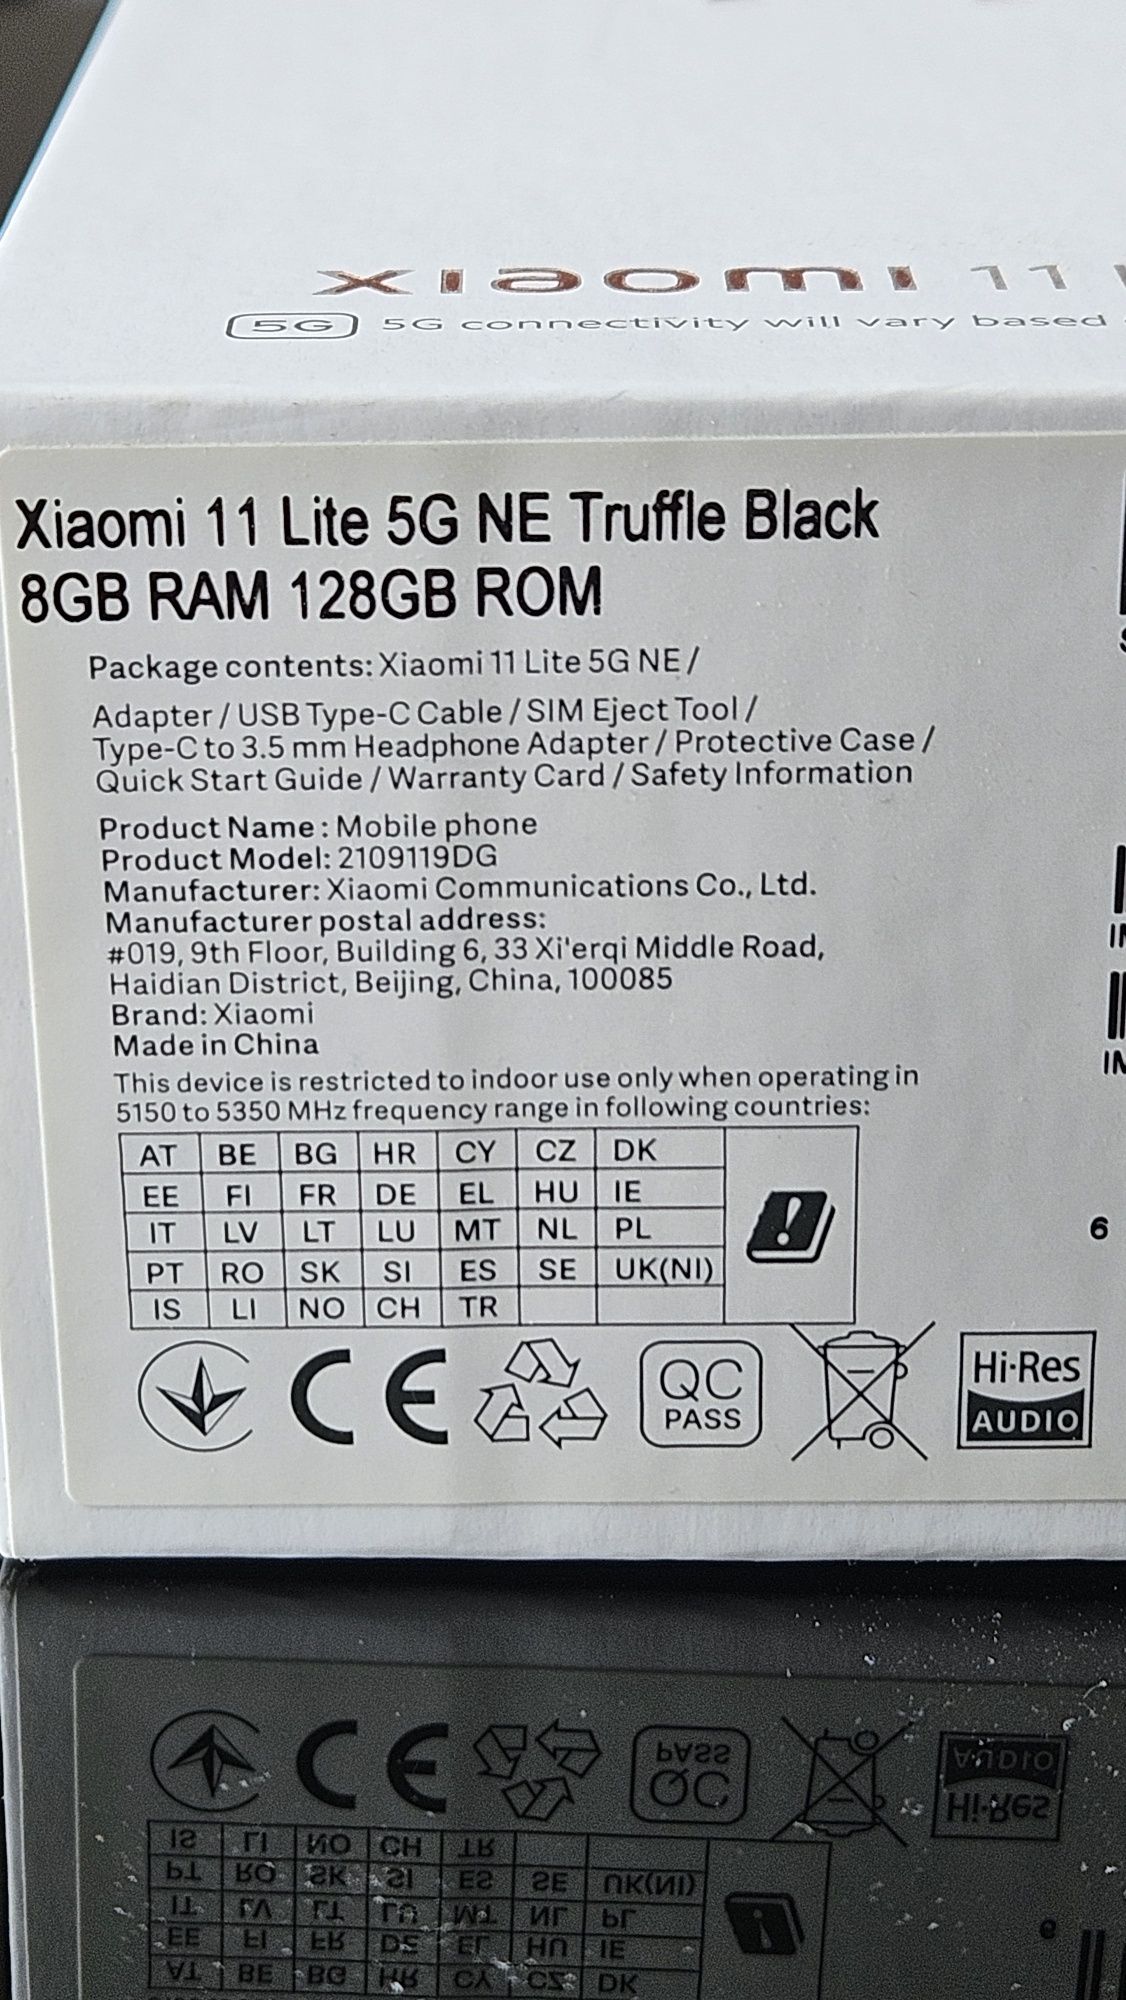 xiaomi 11
5G 5G connectivity will vary based
Xiaomi 11 Lite 5G NE Truffle Black
8GB RAM 128GB ROM
Package contents: Xiaomi 11 Lite 5G NE /
Adapter / USB Type-C Cable / SIM Eject Tool /
Type-C to 3.5 mm Headphone Adapter / Protective Case /
Quick Start Guide / Warranty Card / Safety Information
Product Name : Mobile phone
Product Model: 2109119DG
Manufacturer: Xiaomi Communications Co., Ltd.
Manufacturer postal address:
#019, 9th Floor, Building 6, 33 Xi'erqi Middle Road,
Haidian District, Beijing, China, 100085
Brand: Xiaomi
Made in China
This device is restricted to indoor use only when operating in
5150 to 5350 MHz frequency range in following countries:
AT BE BG HR CY CZ DK
EE FI FR DE EL HU IE
IT LV LT LU MT NL PL
6
PT RO SK SI ES SE UK(NI)
IS LI NO CH TR
CE QC PASS Hi-Res AUDIO